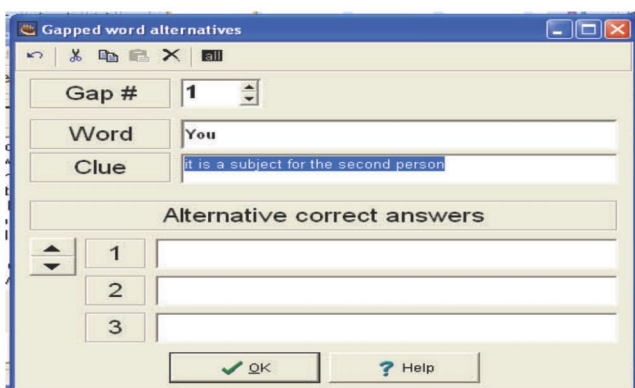 Gapped word alternatives
all
Gap # 1
Word You
Clue it is a subject for the second person
Alternative correct answers
1
2
3
OK Help